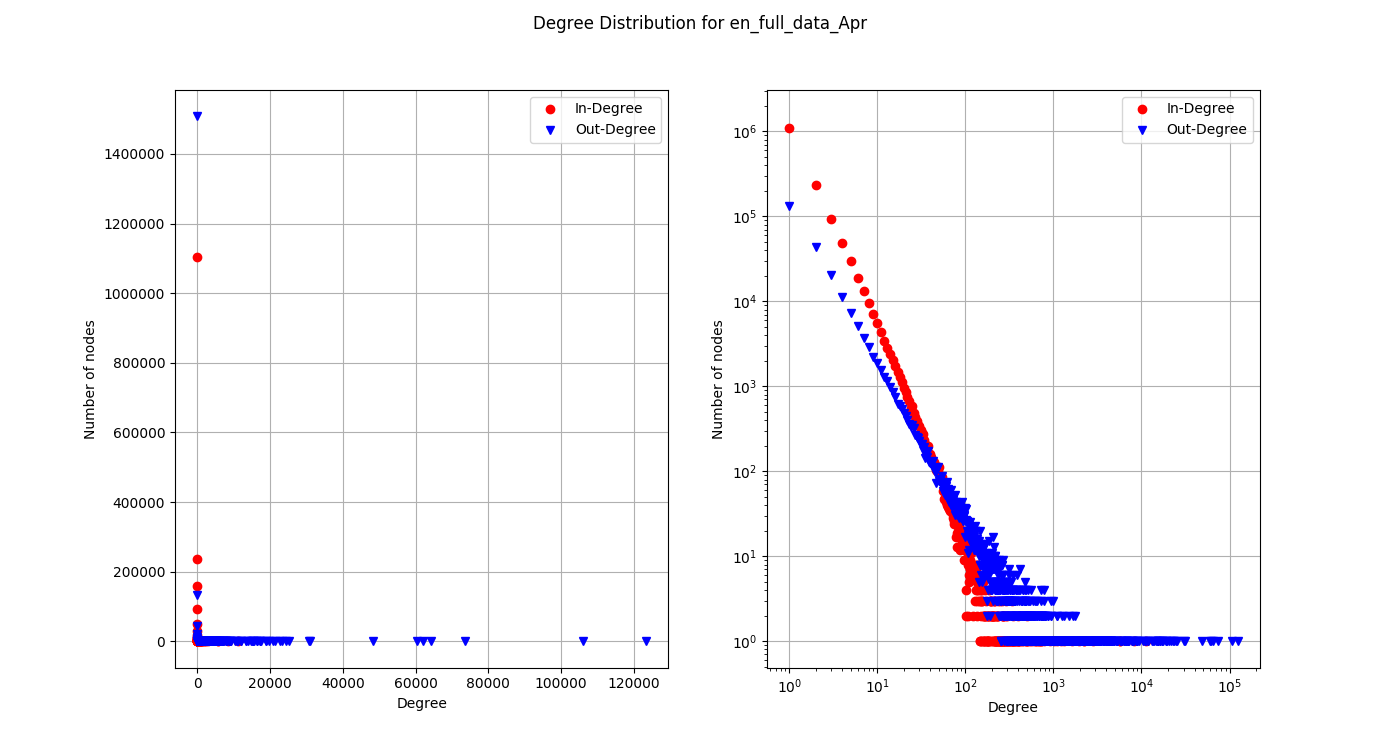 Degree Distribution for en_full_data_Apr
In-Degree
Out-Degree
1400000
1200000
1000000
800000
600000
400000
200000
0
Number of nodes
0 20000 40000 60000 80000 100000 120000
Degree
In-Degree
Out-Degree
10^6
10^5
10^4
10^3
10^2
10^1
10^0
Number of nodes
10^0 10^1 10^2 10^3 10^4 10^5
Degree